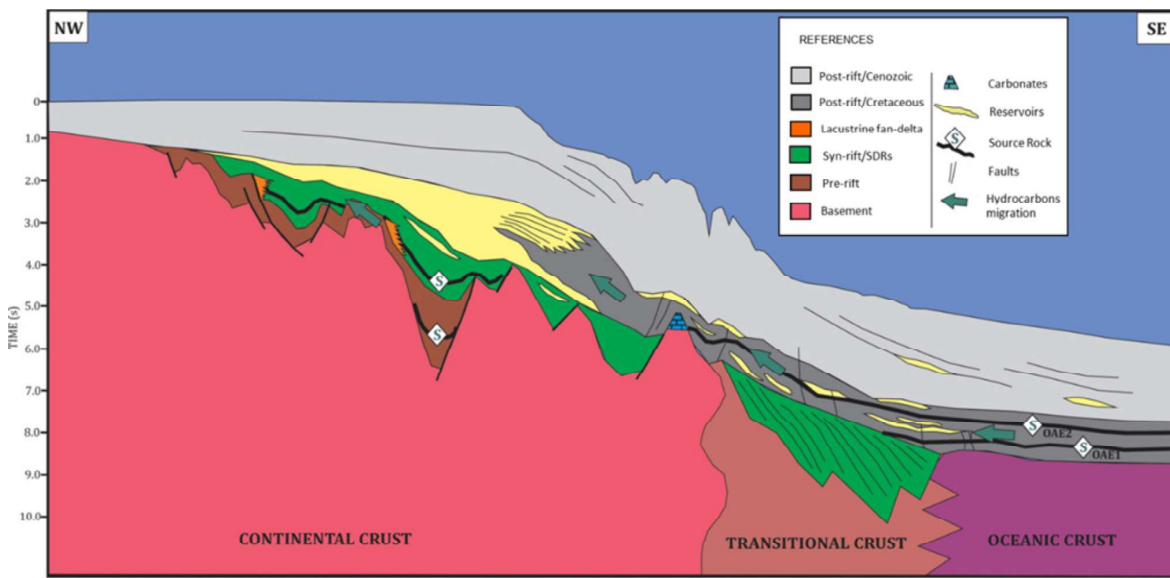 NW
SE
REFERENCES
Post-rift/Cenozoic
Post-rift/Cretaceous
Lacustrine fan-delta
Syn-rift/SDRs
Pre-rift
Basement
Carbonates
Reservoirs
S
Source Rock
Faults
Hydrocarbons
migration
0
1.0
2.0
3.0
4.0
5.0
6.0
7.0
8.0
9.0
10.0
TIME (s)
S
S
S
OAE2
S
OAE1
CONTINENTAL CRUST
TRANSITIONAL CRUST
OCEANIC CRUST